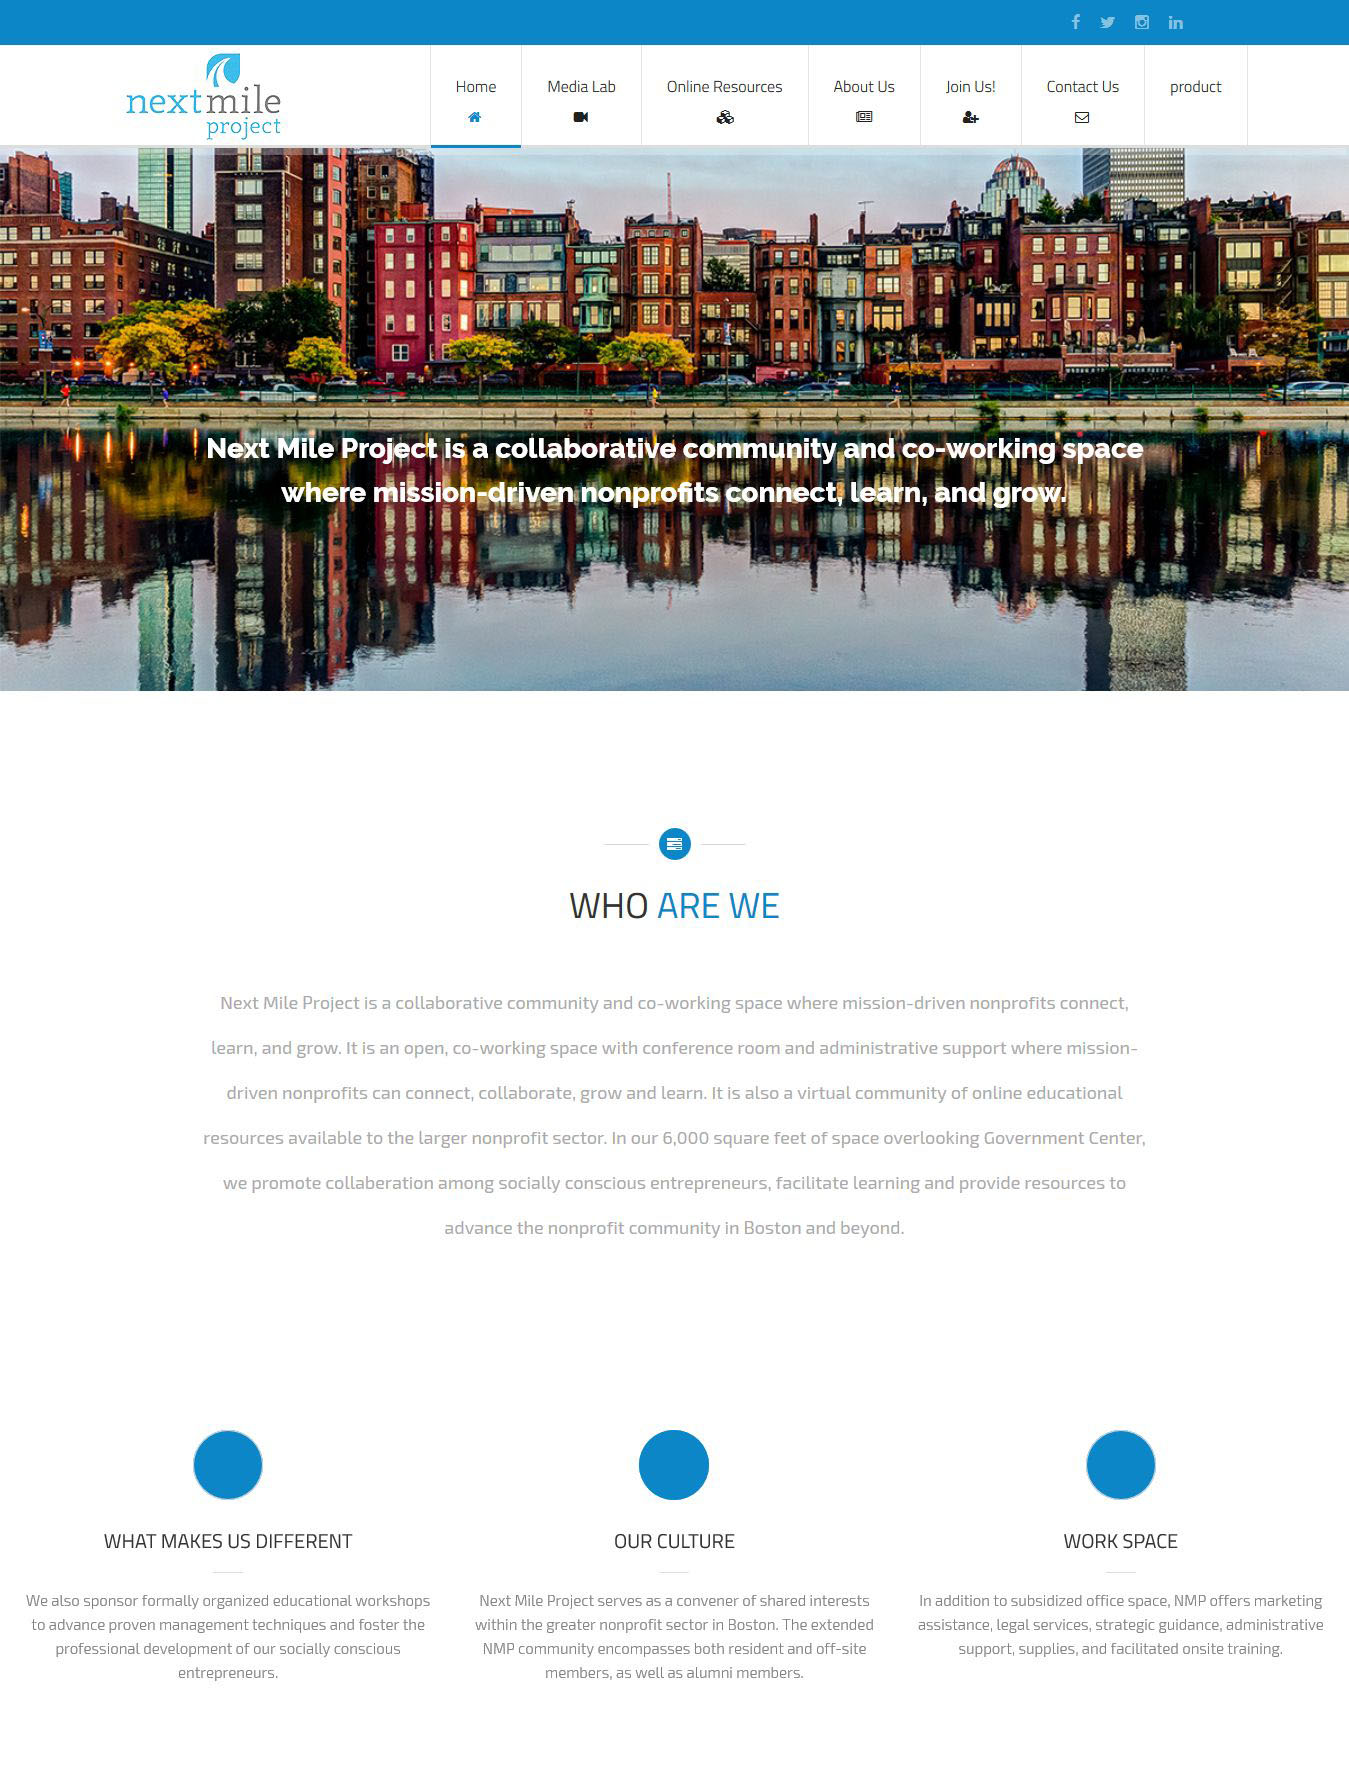 nextmile
project
Home
Media Lab
Online Resources
About Us
Join Us!
Contact Us
product
Next Mile Project is a collaborative community and co-working space
where mission-driven nonprofits connect, learn, and grow.
WHO ARE WE
Next Mile Project is a collaborative community and co-working space where mission-driven nonprofits connect,
learn, and grow. It is an open, co-working space with conference room and administrative support where mission-
driven nonprofits can connect, collaborate, grow and learn. It is also a virtual community of online educational
resources available to the larger nonprofit sector. In our 6,000 square feet of space overlooking Government Center,
we promote collaberation among socially conscious entrepreneurs, facilitate learning and provide resources to
advance the nonprofit community in Boston and beyond.
WHAT MAKES US DIFFERENT
We also sponsor formally organized educational workshops
to advance proven management techniques and foster the
professional development of our socially conscious
entrepreneurs.
OUR CULTURE
Next Mile Project serves as a convener of shared interests
within the greater nonprofit sector in Boston. The extended
NMP community encompasses both resident and off-site
members, as well as alumni members.
WORK SPACE
In addition to subsidized office space, NMP offers marketing
assistance, legal services, strategic guidance, administrative
support, supplies, and facilitated onsite training.